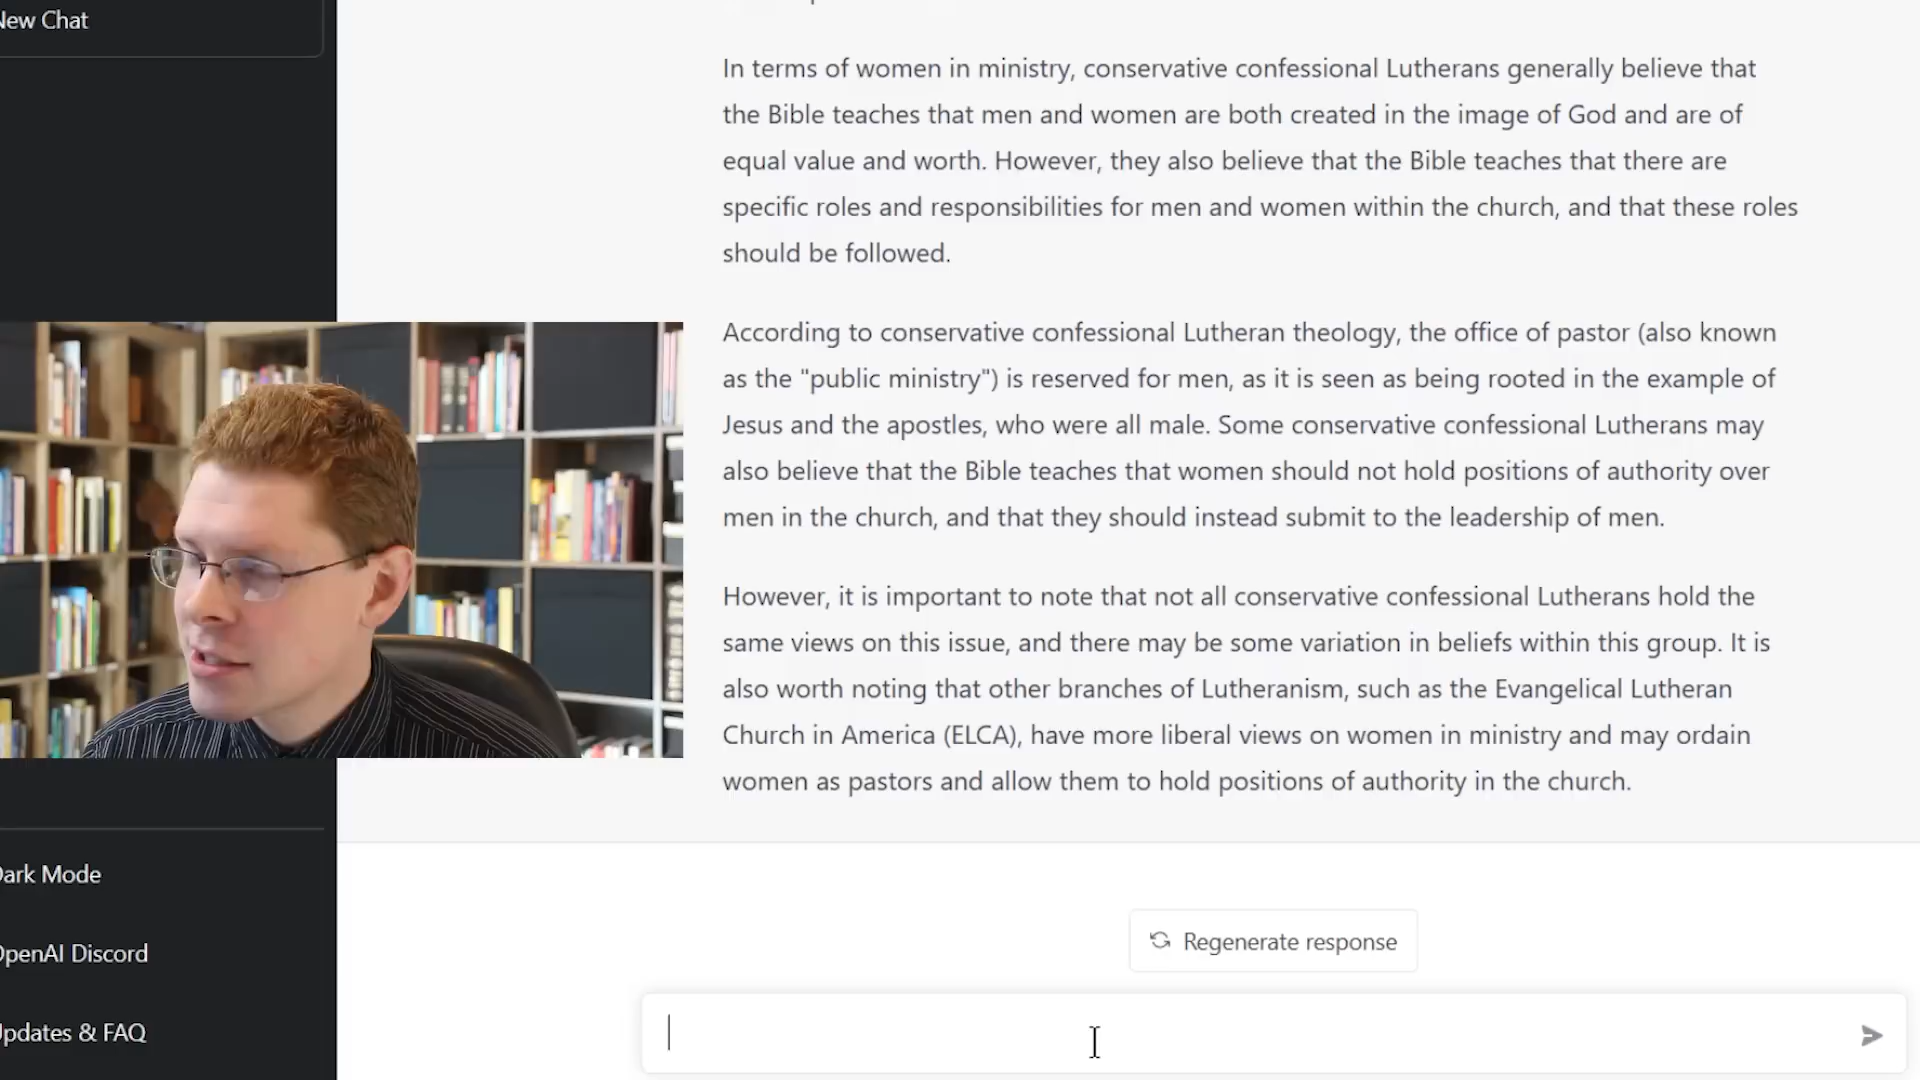 New Chat
In terms of women in ministry, conservative confessional Lutherans generally believe that
the Bible teaches that men and women are both created in the image of God and are of
equal value and worth. However, they also believe that the Bible teaches that there are
specific roles and responsibilities for men and women within the church, and that these roles
should be followed.
According to conservative confessional Lutheran theology, the office of pastor (also known
as the "public ministry") is reserved for men, as it is seen as being rooted in the example of
Jesus and the apostles, who were all male. Some conservative confessional Lutherans may
also believe that the Bible teaches that women should not hold positions of authority over
men in the church, and that they should instead submit to the leadership of men.
However, it is important to note that not all conservative confessional Lutherans hold the
same views on this issue, and there may be some variation in beliefs within this group. It is
also worth noting that other branches of Lutheranism, such as the Evangelical Lutheran
Church in America (ELCA), have more liberal views on women in ministry and may ordain
women as pastors and allow them to hold positions of authority in the church.
Dark Mode
OpenAI Discord
Updates & FAQ
Regenerate response